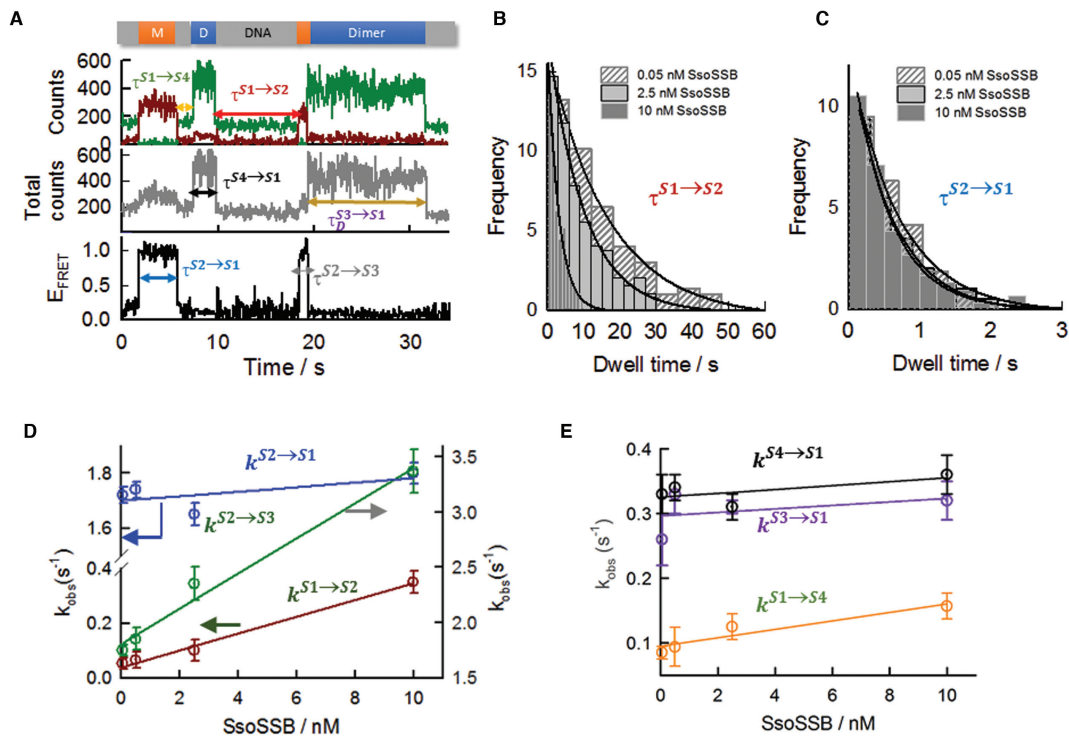 A
M D DNA Dimer
600
400
200
0
Counts
τS1→S4
τS1→S2
600
400
200
Total counts
τS4→S1
τDS3→S1
1.0
0.5
0.0
EFRET
τS2→S1
τS2→S3
0 10 20 30
Time / s
B
15
10
5
0
Frequency
0.05 nM SsoSSB
2.5 nM SsoSSB
10 nM SsoSSB
τS1→S2
0 10 20 30 40 50 60
Dwell time / s
C
10
5
0
Frequency
0.05 nM SsoSSB
2.5 nM SsoSSB
10 nM SsoSSB
τS2→S1
0 1 2 3
Dwell time / s
D
1.8
1.6
0.4
0.2
0.0
kobs(s-1)
kS2→S1
kS2→S3
kS1→S2
3.5
3.0
2.5
2.0
1.5
kobs(s-1)
0 2 4 6 8 10
SsoSSB / nM
E
0.4
0.3
0.2
0.1
kobs (s-1)
kS4→S1
kS3→S1
kS1→S4
0 2 4 6 8 10
SsoSSB / nM